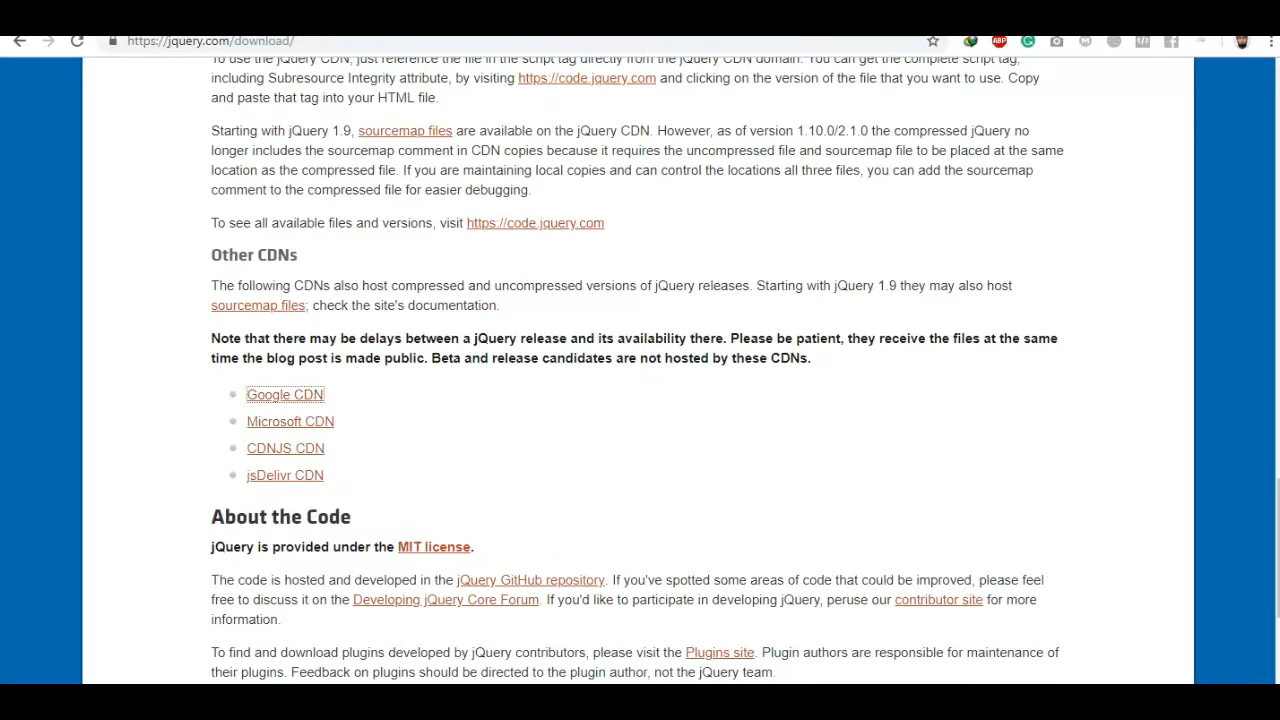 https://jquery.com/download/
ABP
To use the jQuery CDN, just reference the file in the script tag directly from the jQuery CDN domain. You can get the complete script tag,
including Subresource Integrity attribute, by visiting https://code.jquery.com and clicking on the version of the file that you want to use. Copy
and paste that tag into your HTML file.
Starting with jQuery 1.9, sourcemap files are available on the jQuery CDN. However, as of version 1.10.0/2.1.0 the compressed jQuery no
longer includes the sourcemap comment in CDN copies because it requires the uncompressed file and sourcemap file to be placed at the same
location as the compressed file. If you are maintaining local copies and can control the locations all three files, you can add the sourcemap
comment to the compressed file for easier debugging.
To see all available files and versions, visit https://code.jquery.com
Other CDNs
The following CDNs also host compressed and uncompressed versions of jQuery releases. Starting with jQuery 1.9 they may also host
sourcemap files; check the site's documentation.
Note that there may be delays between a jQuery release and its availability there. Please be patient, they receive the files at the same
time the blog post is made public. Beta and release candidates are not hosted by these CDNs.
Google CDN
Microsoft CDN
CDNJS CDN
jsDelivr CDN
About the Code
jQuery is provided under the MIT license.
The code is hosted and developed in the jQuery GitHub repository. If you've spotted some areas of code that could be improved, please feel
free to discuss it on the Developing jQuery Core Forum. If you'd like to participate in developing jQuery, peruse our contributor site for more
information.
To find and download plugins developed by jQuery contributors, please visit the Plugins site. Plugin authors are responsible for maintenance of
their plugins. Feedback on plugins should be directed to the plugin author, not the jQuery team.